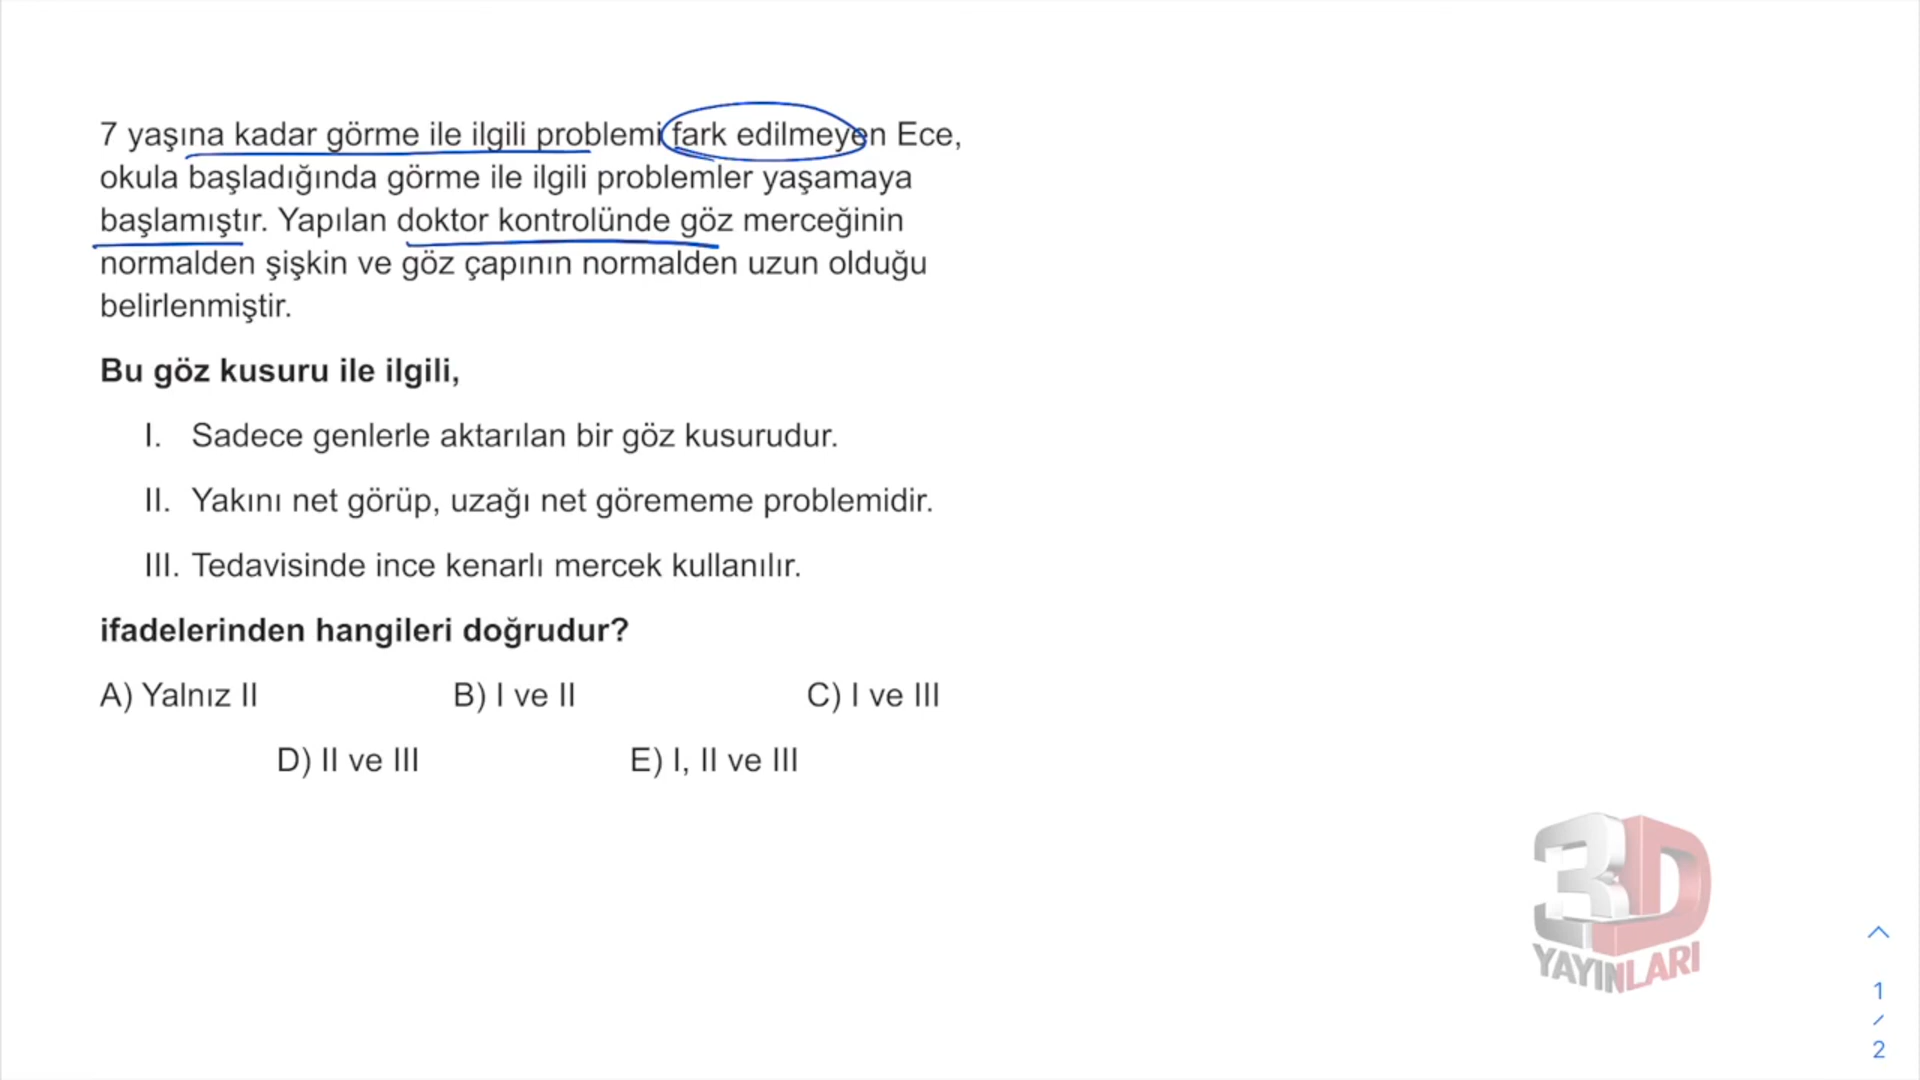 7 yaşına kadar görme ile ilgili problemi fark edilmeyen Ece,
okula başladığında görme ile ilgili problemler yaşamaya
başlamıştır. Yapılan doktor kontrolünde göz merceğinin
normalden şişkin ve göz çapının normalden uzun olduğu
belirlenmiştir.
Bu göz kusuru ile ilgili,
I. Sadece genlerle aktarılan bir göz kusurudur.
II. Yakını net görüp, uzağı net görememe problemidir.
III. Tedavisinde ince kenarlı mercek kullanılır.
ifadelerinden hangileri doğrudur?
A) Yalnız II B) I ve II C) I ve III
D) II ve III E) I, II ve III
3D
YAYINLARI
1
/
2